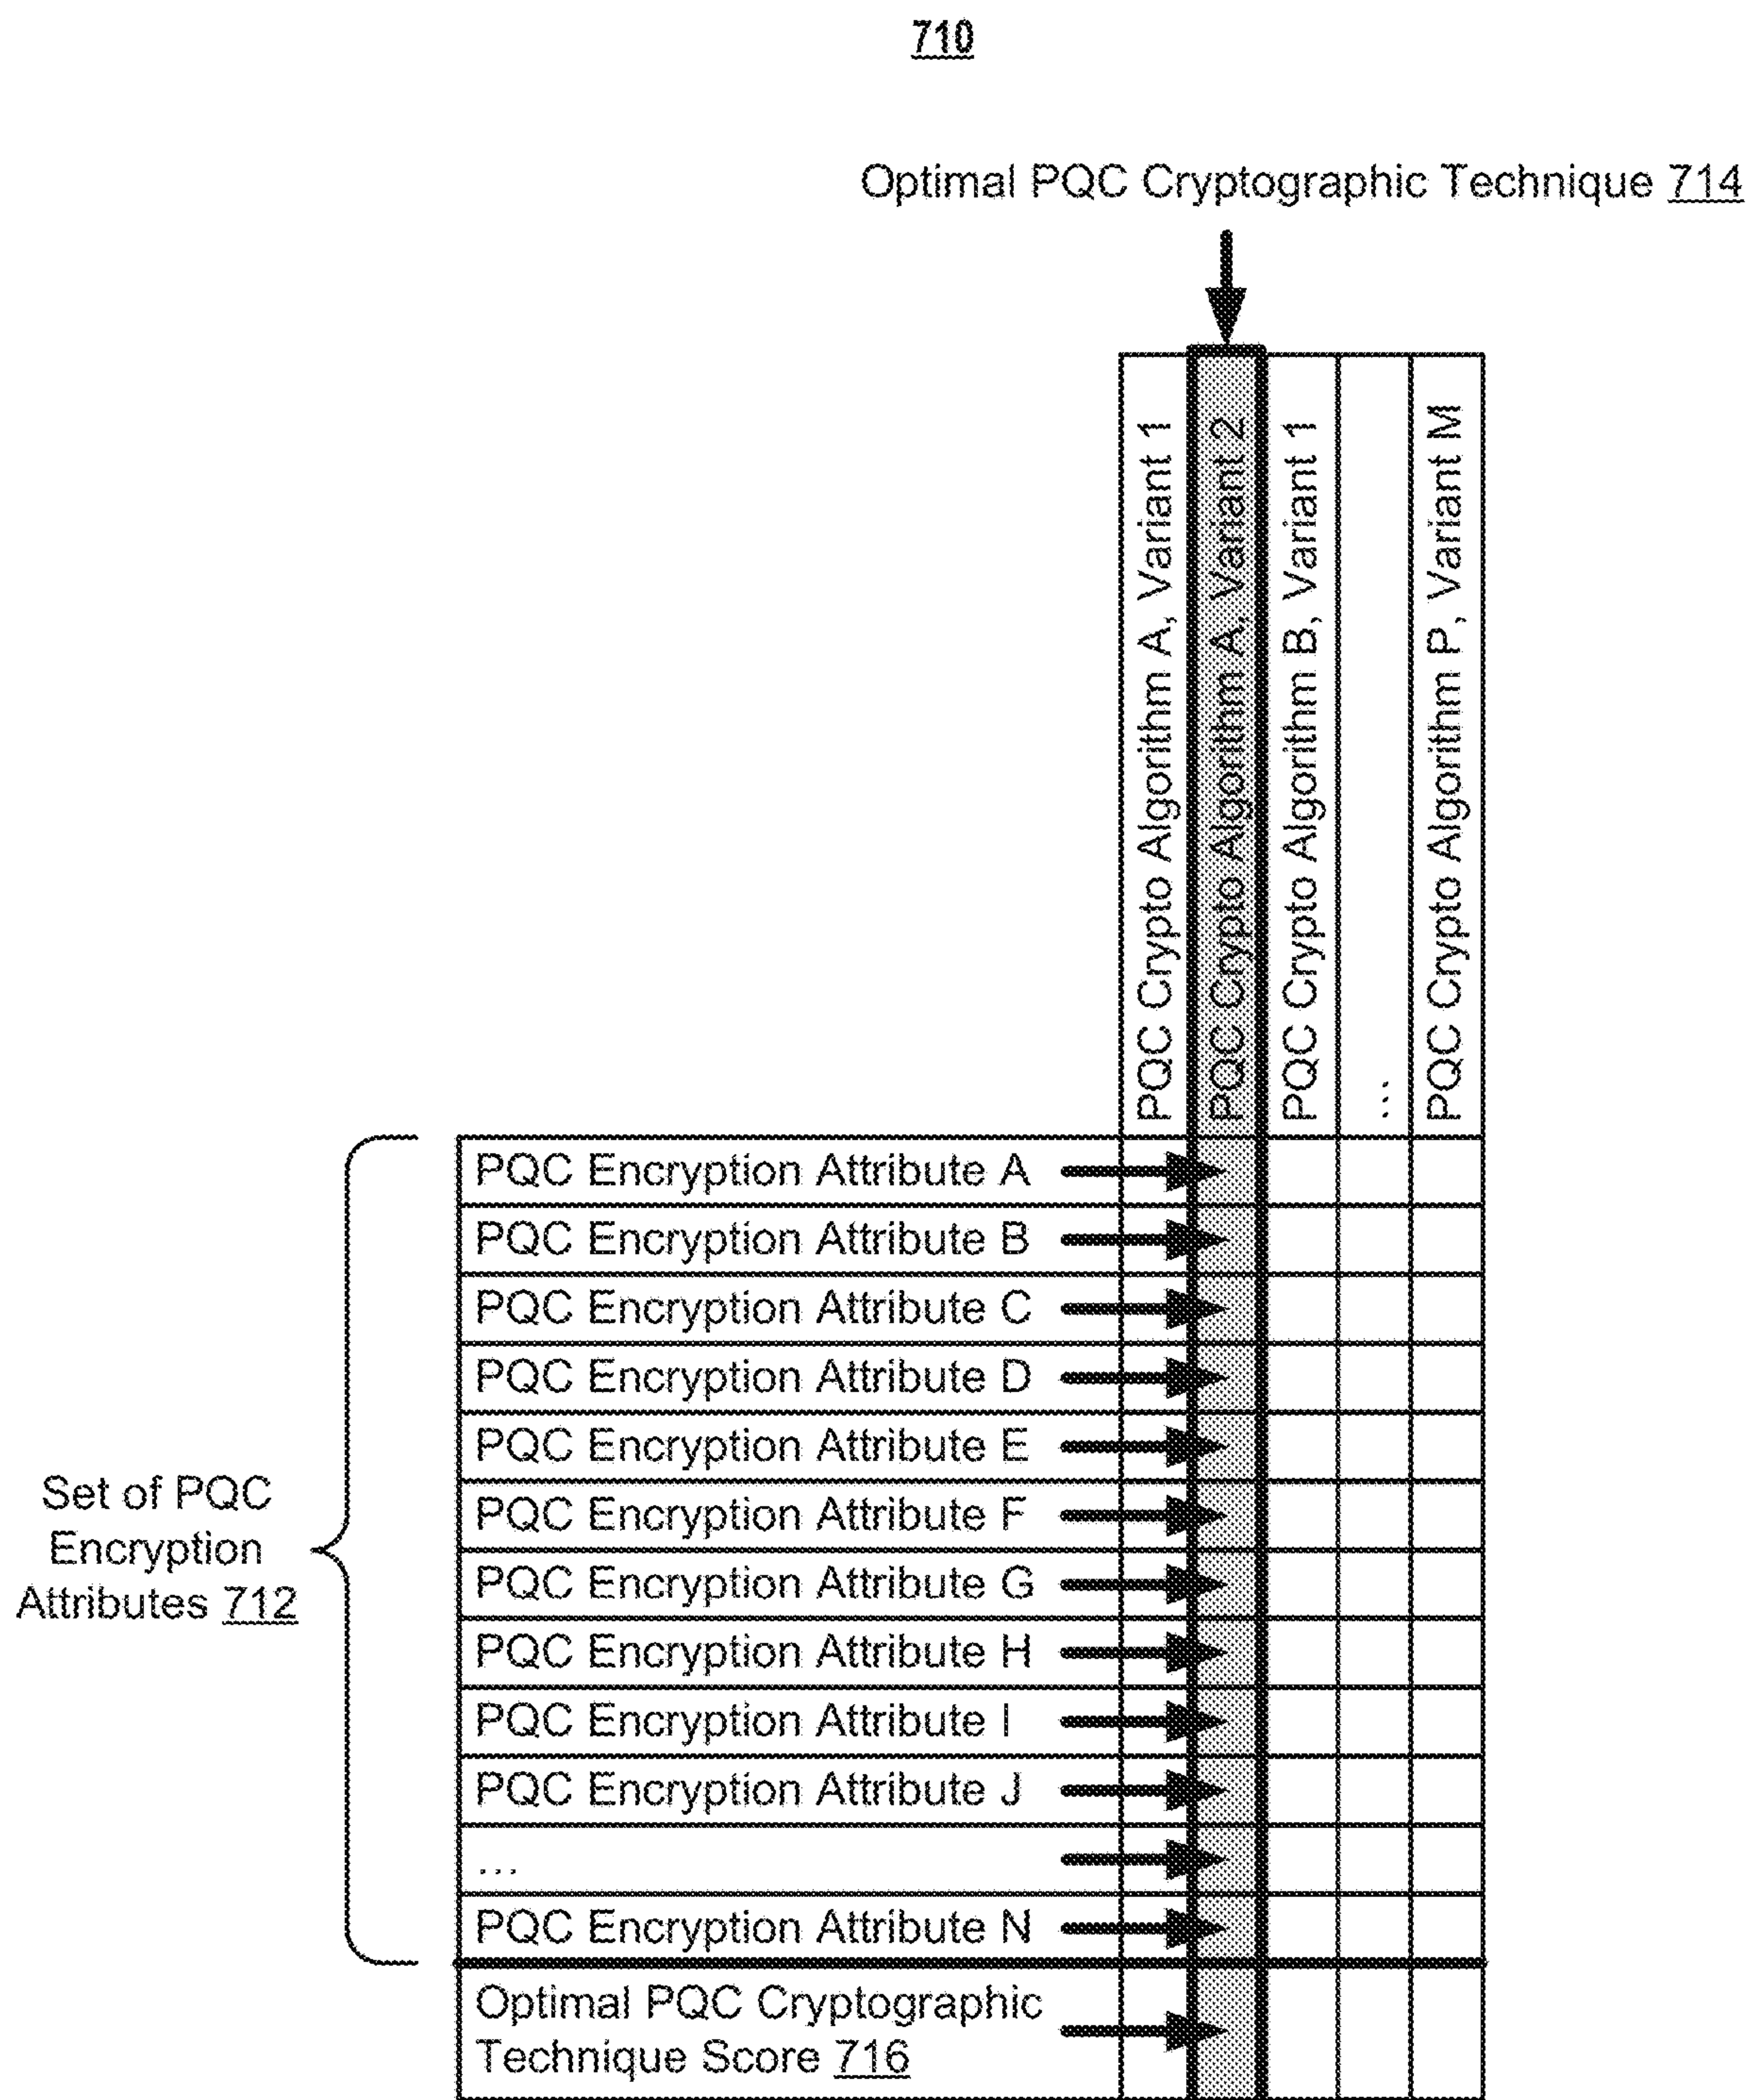 710
Optimal PQC Cryptographic Technique 714
PQC Crypto Algorithm A, Variant 1
PQC Crypto Algorithm A, Variant 2
PQC Crypto Algorithm B, Variant 1
...
PQC Crypto Algorithm P, Variant M
Set of PQC
Encryption
Attributes 712
PQC Encryption Attribute A
PQC Encryption Attribute B
PQC Encryption Attribute C
PQC Encryption Attribute D
PQC Encryption Attribute E
PQC Encryption Attribute F
PQC Encryption Attribute G
PQC Encryption Attribute H
PQC Encryption Attribute I
PQC Encryption Attribute J
...
PQC Encryption Attribute N
Optimal PQC Cryptographic
Technique Score 716